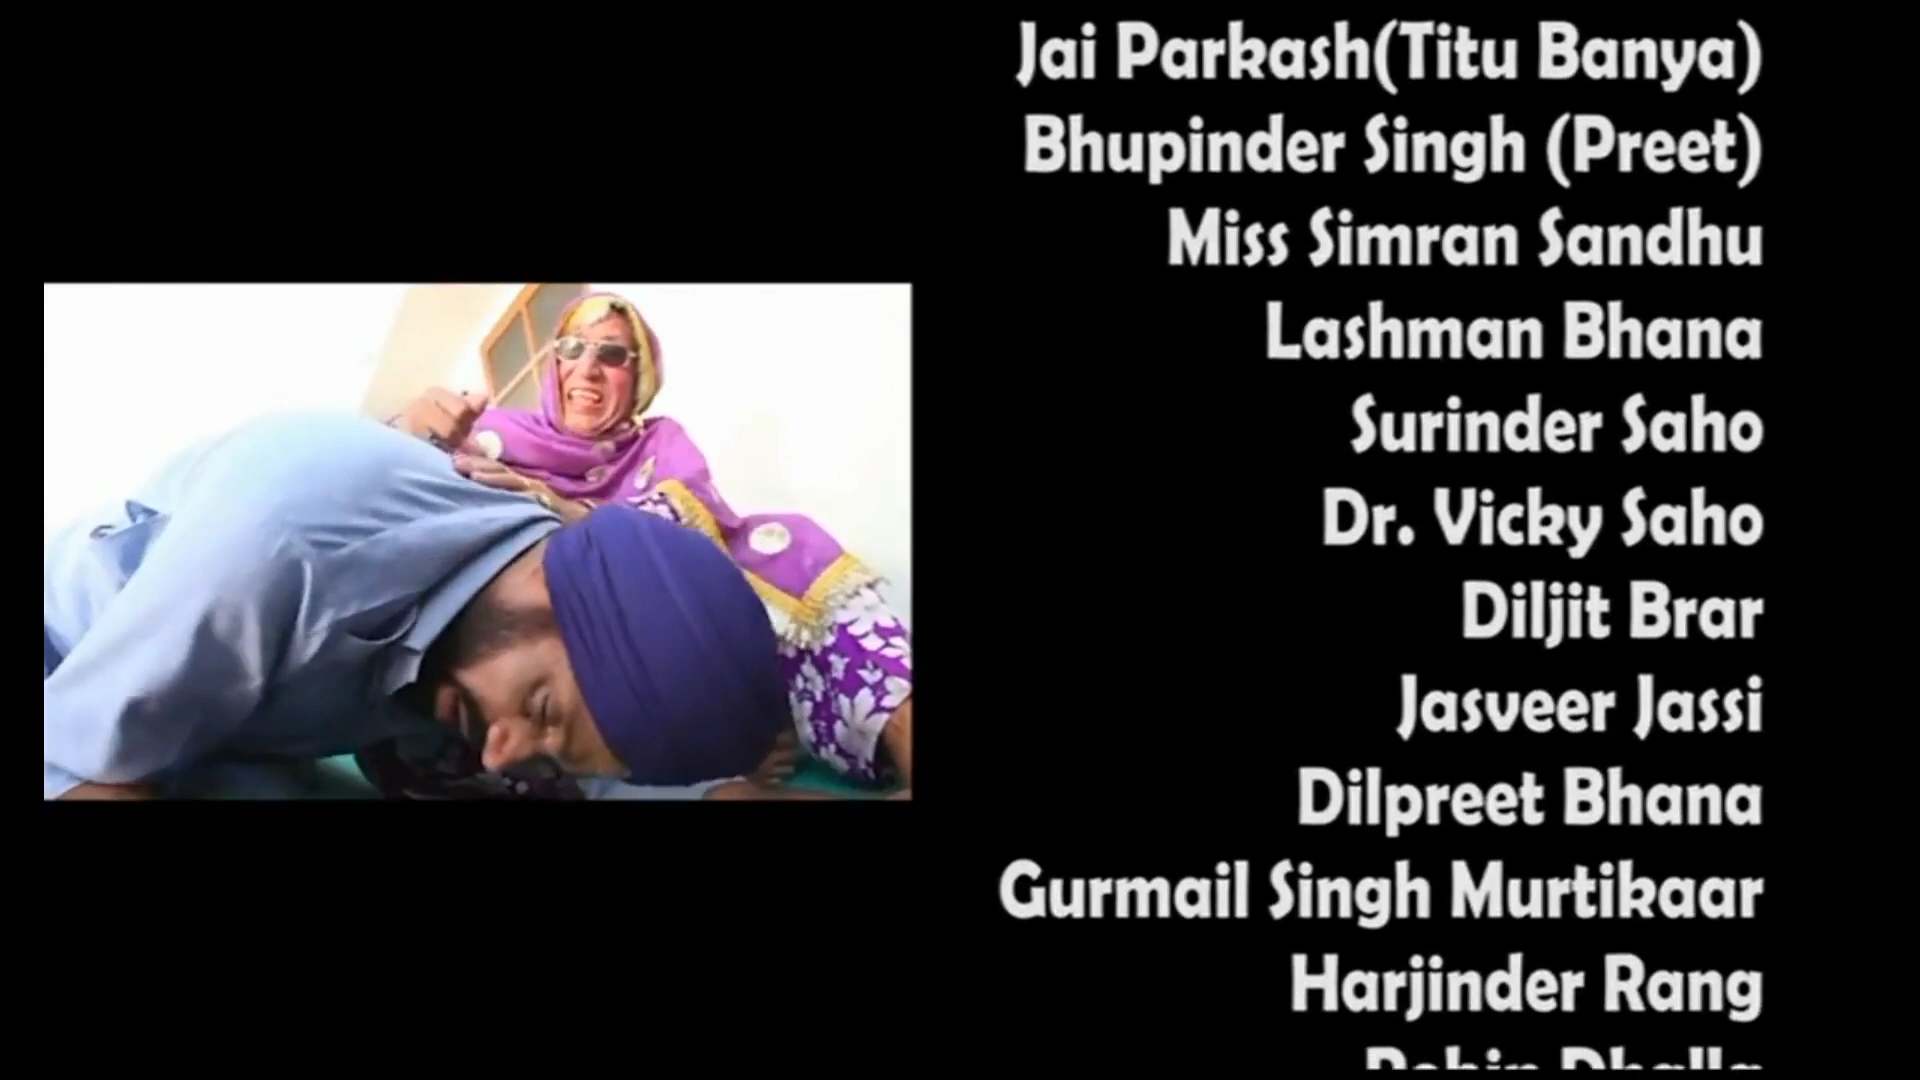 Jai Parkash(Titu Banya)
Bhupinder Singh (Preet)
Miss Simran Sandhu
Lashman Bhana
Surinder Saho
Dr. Vicky Saho
Diljit Brar
Jasveer Jassi
Dilpreet Bhana
Gurmail Singh Murtikaar
Harjinder Rang